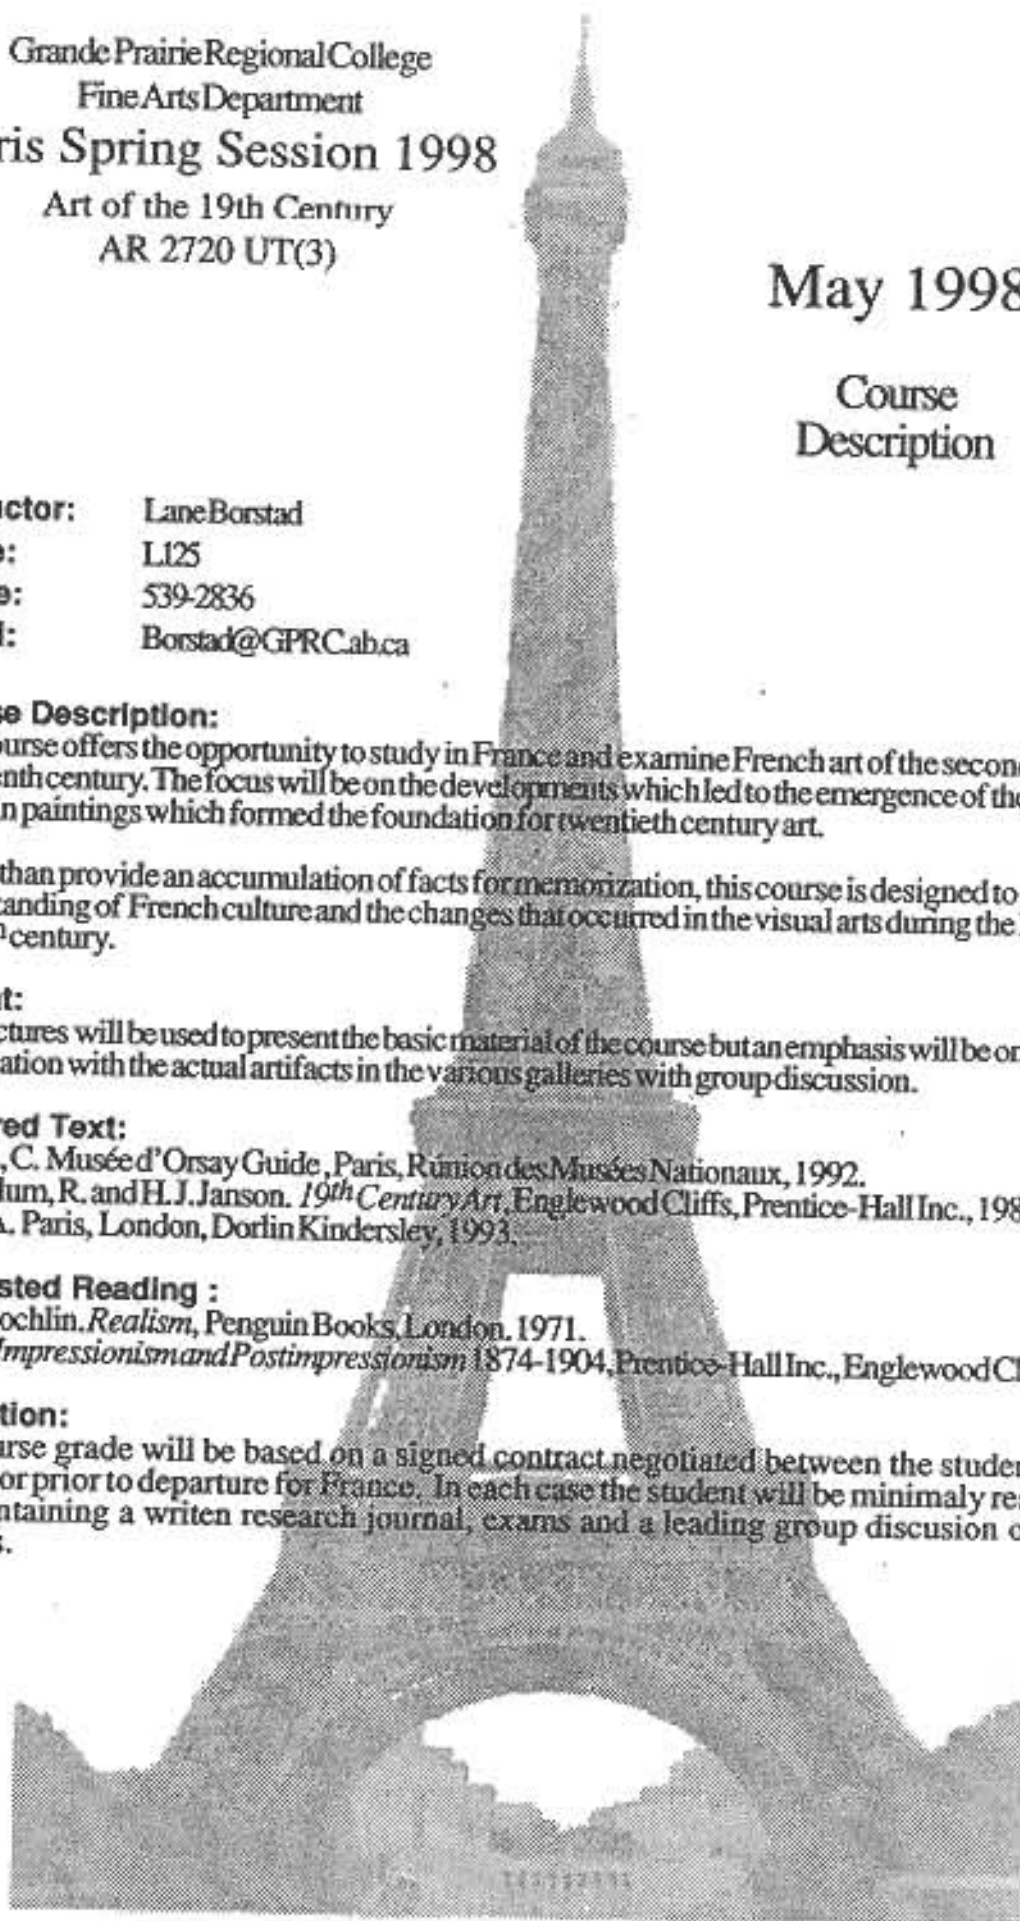 Grande Prairie Regional College
Fine Arts Department
ris Spring Session 1998
Art of the 19th Century
AR 2720 UT(3)
May 1998
Course
Description
uctor: Lane Borstad
e: L125
e: 539-2836
l: Borstad@GPRC.ab.ca
se Description:
ourse offers the opportunity to study in France and examine French art of the second
enth century. The focus will be on the developments which led to the emergence of the
n paintings which formed the foundation for twentieth century art.
than provide an accumulation of facts for memorization, this course is designed to
tanding of French culture and the changes that occurred in the visual arts during the
century.
t:
ctures will be used to present the basic material of the course but an emphasis will be on
ation with the actual artifacts in the various galleries with group discussion.
red Text:
, C. Musée d'Orsay Guide, Paris, Rúnion des Musées Nationaux, 1992.
lum, R. and H. J. Janson. 19th Century Art, Englewood Cliffs, Prentice-Hall Inc., 198
A. Paris, London, Dorlin Kindersley, 1993.
sted Reading :
ochlin. Realism, Penguin Books, London. 1971.
Impressionism and Postimpressionism 1874-1904, Prentice-Hall Inc., Englewood Cl
tion:
urse grade will be based on a signed contract negotiated between the studen
or prior to departure for France. In each case the student will be minimaly res
ntaining a writen research journal, exams and a leading group discusion o
s.